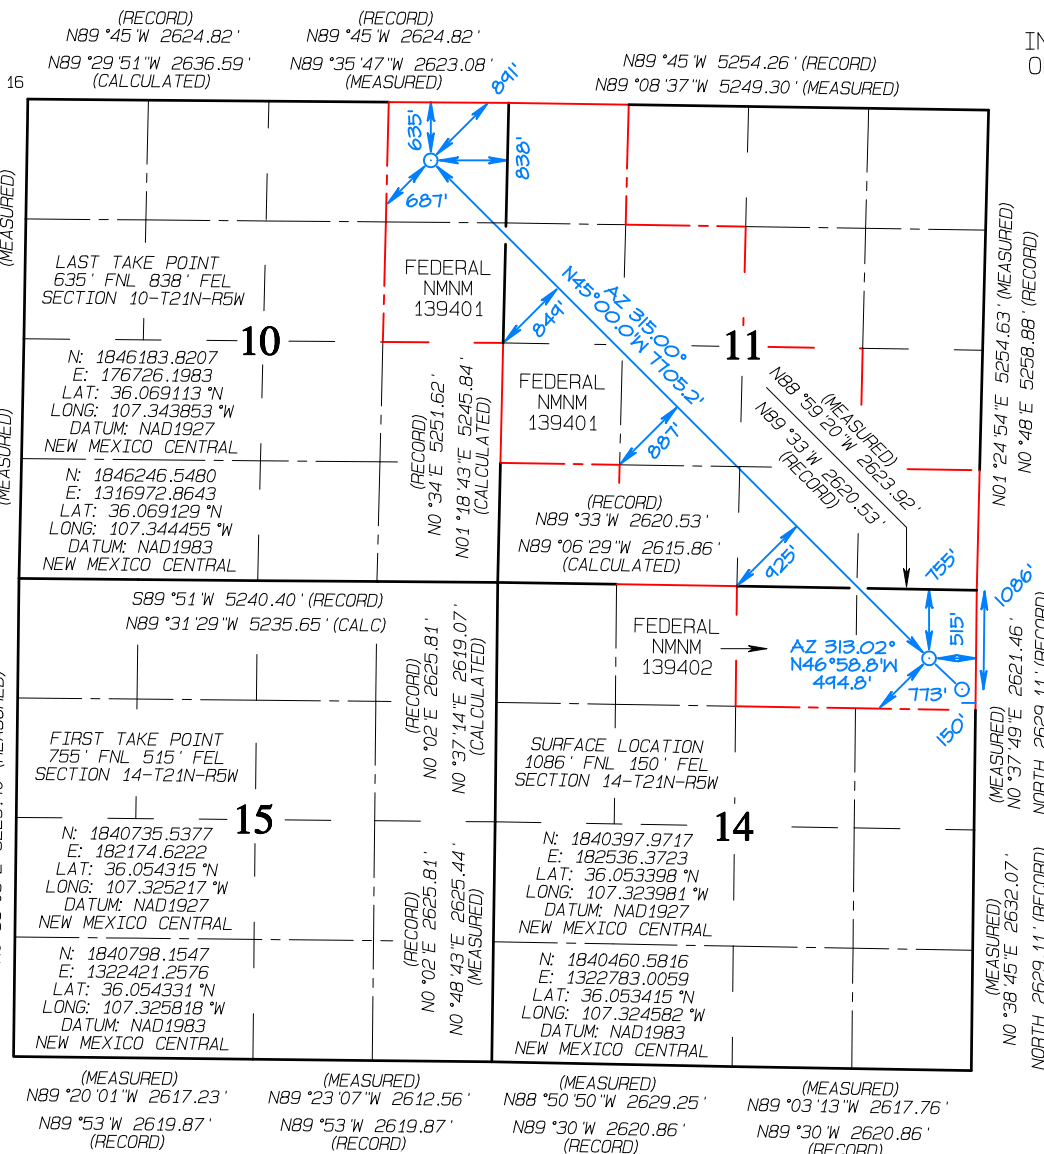 (RECORD)
N89°45'W 2624.82'
N89°29'51"W 2636.59'
(CALCULATED)
(RECORD)
N89°45'W 2624.82'
N89°35'47"W 2623.08'
(MEASURED)
N89°45'W 5254.26' (RECORD)
N89°08'37"W 5249.30' (MEASURED)
16
891'
635'
838'
687'
(MEASURED)
LAST TAKE POINT
635' FNL 838' FEL
SECTION 10-T21N-R5W
10
N: 1846183.8207
E: 176726.1983
LAT: 36.069113 °N
LONG: 107.343853 °W
DATUM: NAD1927
NEW MEXICO CENTRAL
N: 1846246.5480
E: 1316972.8643
LAT: 36.069129 °N
LONG: 107.344455 °W
DATUM: NAD1983
NEW MEXICO CENTRAL
(MEASURED)
FEDERAL
NMNM
139401
849'
AZ 315.00°
N45°00.0'W 7705.2'
11
FEDERAL
NMNM
139401
887'
(RECORD)
N0°34'E 5251.62'
N01°18'43"E 5245.84'
(CALCULATED)
(MEASURED)
N88°59'20"W 2623.92'
N89°33'W 2620.53'
(RECORD)
N01°24'54"E 5254.63' (MEASURED)
N0°48'E 5258.88' (RECORD)
(RECORD)
N89°33'W 2620.53'
N89°06'29"W 2615.86'
(CALCULATED)
925'
755'
1086'
515'
S89°51'W 5240.40' (RECORD)
N89°31'29"W 5235.65' (CALC)
FEDERAL
NMNM
139402
AZ 313.02°
N46°58.8'W
494.8'
773'
150'
(RECORD)
N0°02'E 2625.81'
N0°37'14"E 2619.07'
(CALCULATED)
(MEASURED)
N0°37'49"E 2621.46'
NORTH 2629.11' (RECORD)
FIRST TAKE POINT
755' FNL 515' FEL
SECTION 14-T21N-R5W
15
N: 1840735.5377
E: 182174.6222
LAT: 36.054315 °N
LONG: 107.325217 °W
DATUM: NAD1927
NEW MEXICO CENTRAL
N: 1840798.1547
E: 1322421.2576
LAT: 36.054331 °N
LONG: 107.325818 °W
DATUM: NAD1983
NEW MEXICO CENTRAL
SURFACE LOCATION
1086' FNL 150' FEL
SECTION 14-T21N-R5W
14
N: 1840397.9717
E: 182536.3723
LAT: 36.053398 °N
LONG: 107.323981 °W
DATUM: NAD1927
NEW MEXICO CENTRAL
N: 1840460.5816
E: 1322783.0059
LAT: 36.053415 °N
LONG: 107.324582 °W
DATUM: NAD1983
NEW MEXICO CENTRAL
(RECORD)
N0°02'E 2625.81'
N0°48'43"E 2625.44'
(MEASURED)
(MEASURED)
N0°38'45"E 2632.07'
NORTH 2629.11' (RECORD)
(MEASURED)
N89°20'01"W 2617.23'
N89°53'W 2619.87'
(RECORD)
(MEASURED)
N89°23'07"W 2612.56'
N89°53'W 2619.87'
(RECORD)
(MEASURED)
N88°50'50"W 2629.25'
N89°30'W 2620.86'
(RECORD)
(MEASURED)
N89°03'13"W 2617.76'
N89°30'W 2620.86'
(RECORD)